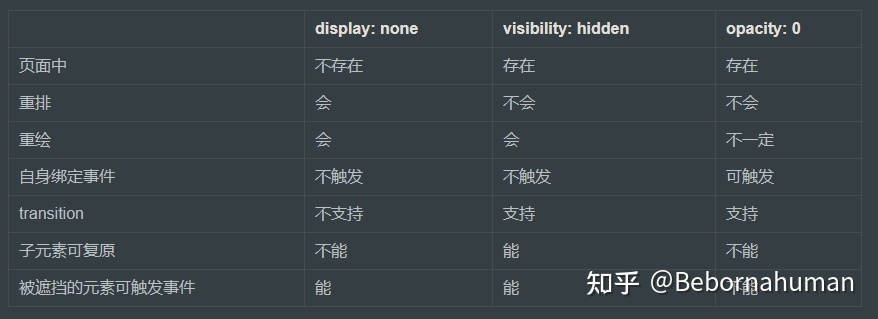 display: none visibility: hidden opacity: 0
页面中 不存在 存在 存在
重排 会 不会 不会
重绘 会 会 不一定
自身绑定事件 不触发 不触发 可触发
transition 不支持 支持 支持
子元素可复原 不能 能 不能
被遮挡的元素可触发事件 能 能 不能
知乎 @Bebornahuman